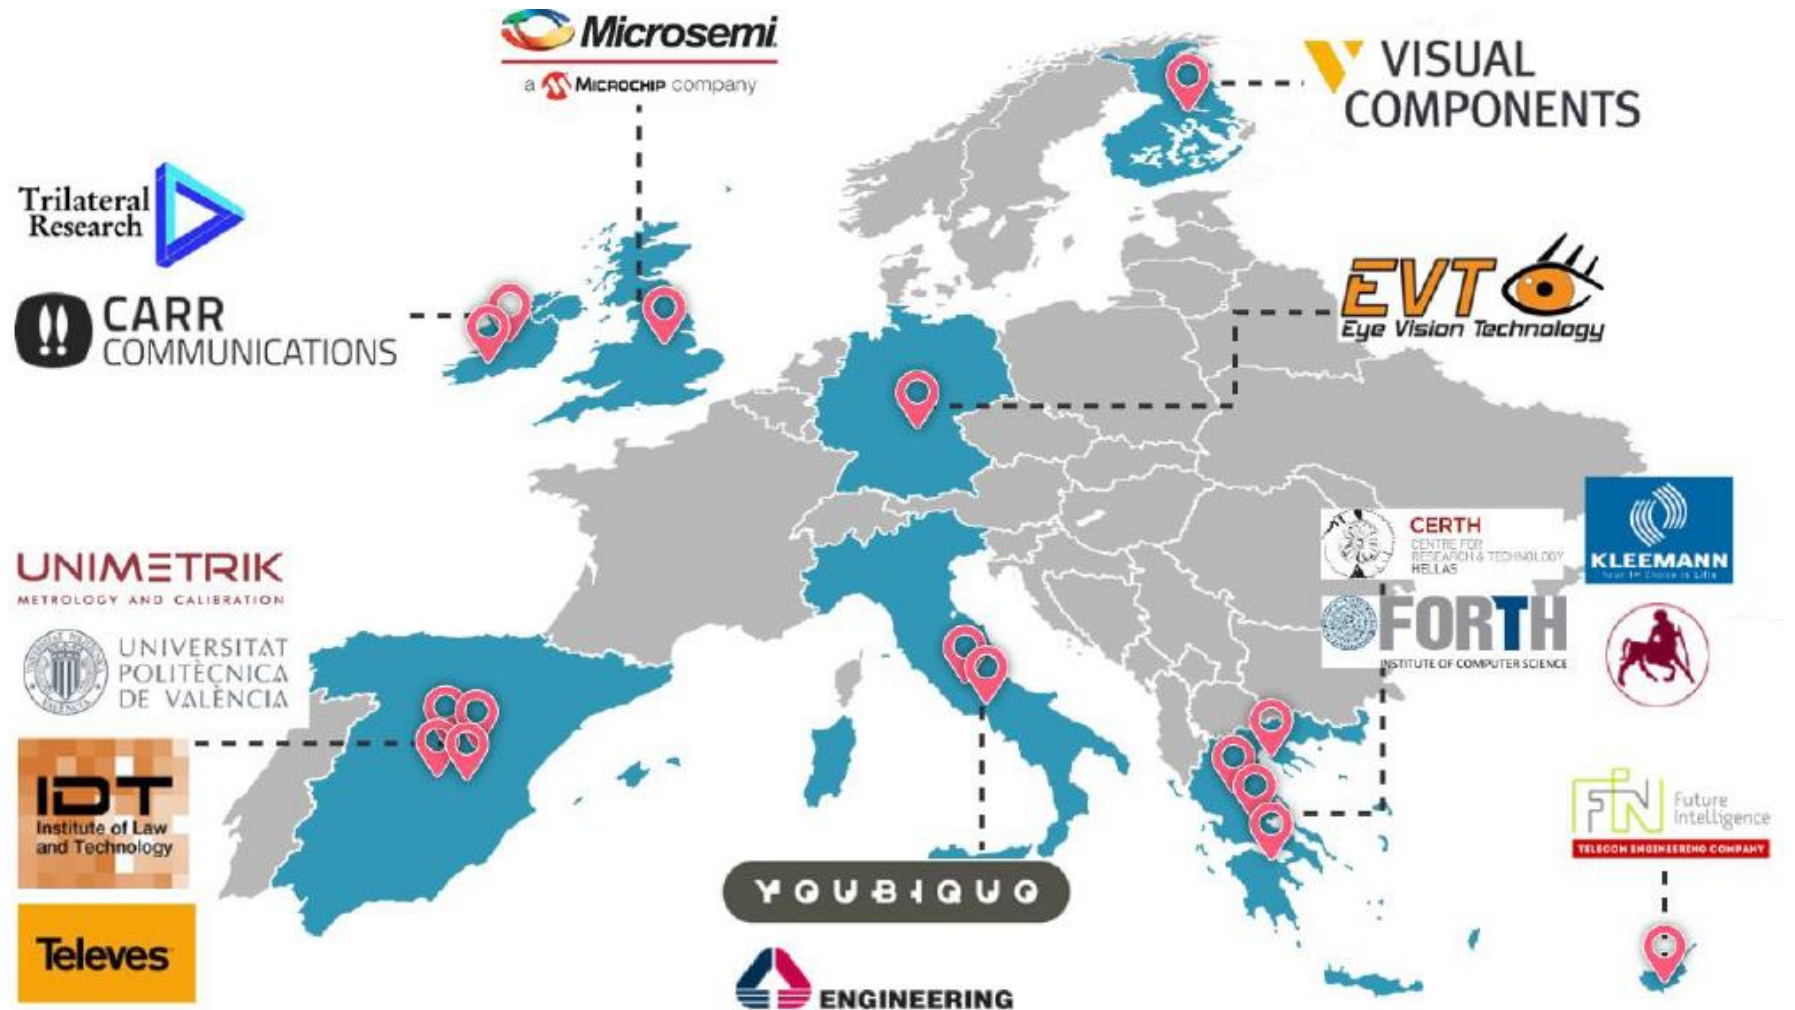 Microsemi
a MICROCHIP company
VISUAL
COMPONENTS
Trilateral
Research
CARR
COMMUNICATIONS
EVT
Eye Vision Technology
UNIMETRIK
METROLOGY AND CALIBRATION
UNIVERSITAT
POLITÈCNICA
DE VALÈNCIA
IDT
Institute of Law
and Technology
Televes
YOUBIQUO
ENGINEERING
CERTH
CENTRE FOR
RESEARCH & TECHNOLOGY
HELLAS
KLEEMANN
FORTH
INSTITUTE OF COMPUTER SCIENCE
FIN
Future
Intelligence
TELECOM ENGINEERING COMPANY